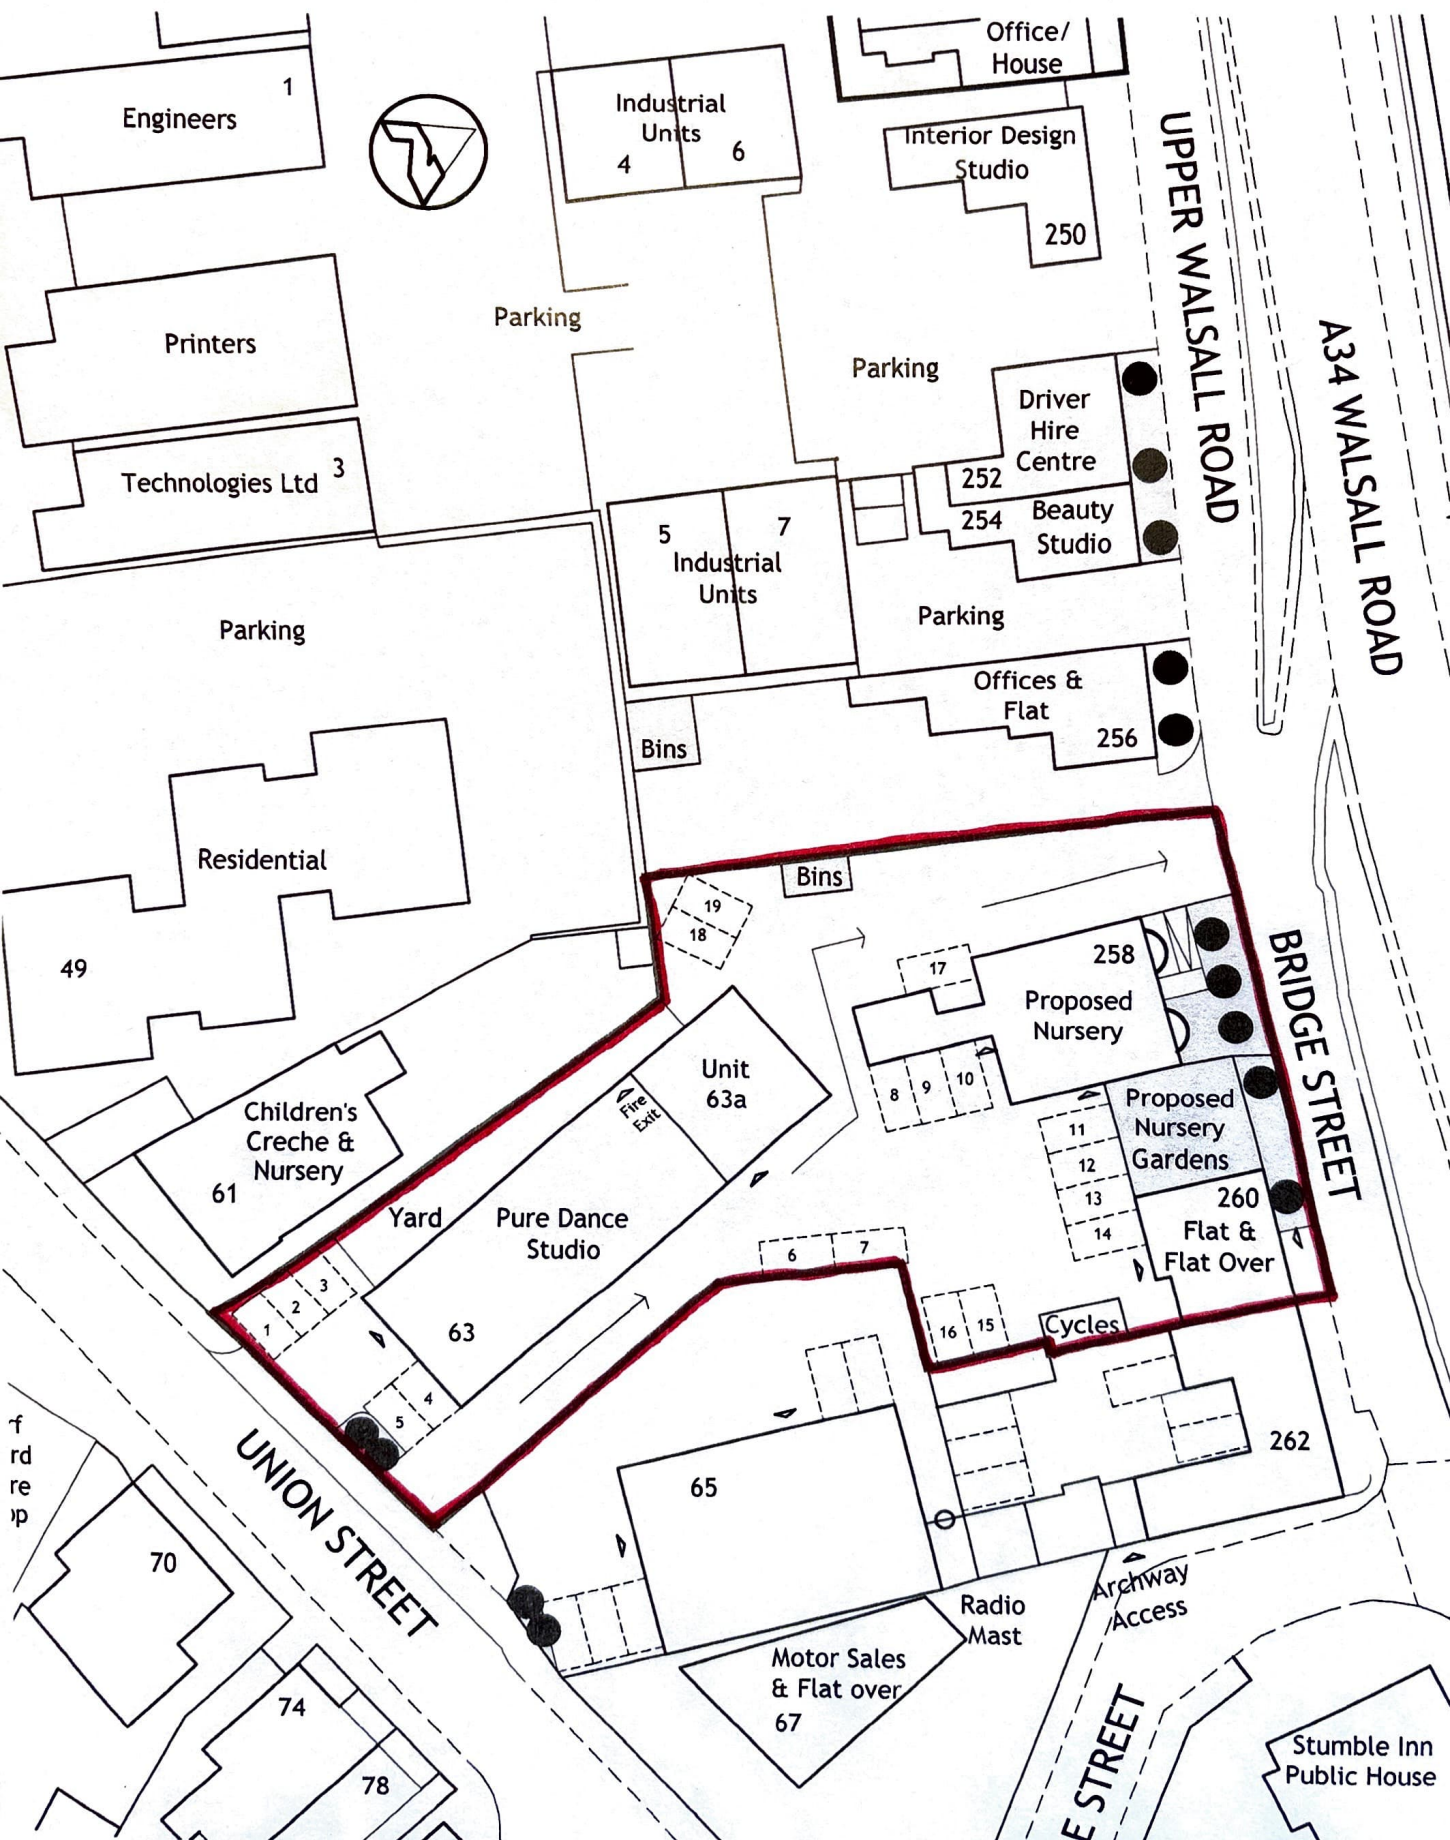 Office/
House
1
Engineers
Industrial
Units
4
6
Interior Design
Studio
250
UPPER WALSALL ROAD
A34 WALSALL ROAD
Printers
Parking
Parking
Driver
Hire
Centre
252
254
Beauty
Studio
Technologies Ltd
3
5
7
Industrial
Units
Parking
Parking
Offices &
Flat
256
Bins
Residential
49
Bins
19
18
17
258
Proposed
Nursery
BRIDGE STREET
8
9
10
Unit
63a
Fire
Exit
Children's
Creche &
Nursery
61
Proposed
Nursery
Gardens
11
12
13
14
260
Flat &
Flat Over
Yard
Pure Dance
Studio
63
6
7
1
2
3
4
5
16
15
Cycles
262
65
UNION STREET
rd
re
70
74
78
Radio
Mast
Archway
Access
Motor Sales
& Flat over
67
E STREET
Stumble Inn
Public House